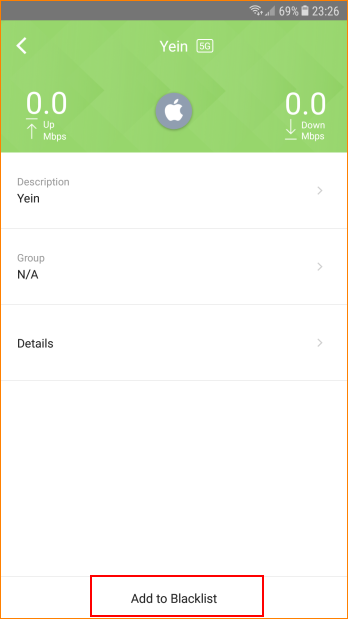 69% 23:26
Yein 5G
0.0 0.0
Up Down
Mbps Mbps
Description
Yein
Group
N/A
Details
Add to Blacklist